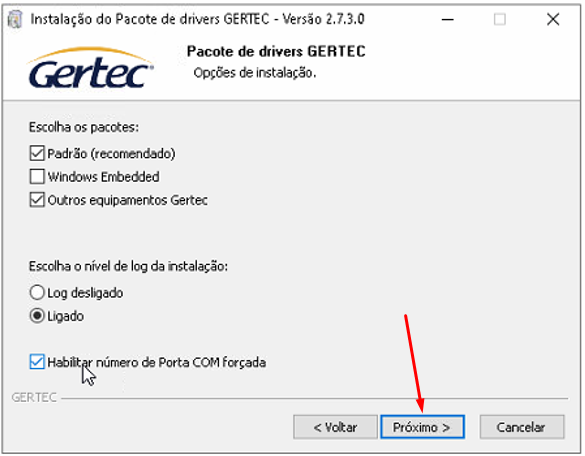 Instalação do Pacote de drivers GERTEC - Versão 2.7.3.0
Gertec
Pacote de drivers GERTEC
Opções de instalação.
Escolha os pacotes:
Padrão (recomendado)
Windows Embedded
Outros equipamentos Gertec
Escolha o nível de log da instalação:
Log desligado
Ligado
Habilitar número de Porta COM forçada
GERTEC
< Voltar
Próximo >
Cancelar